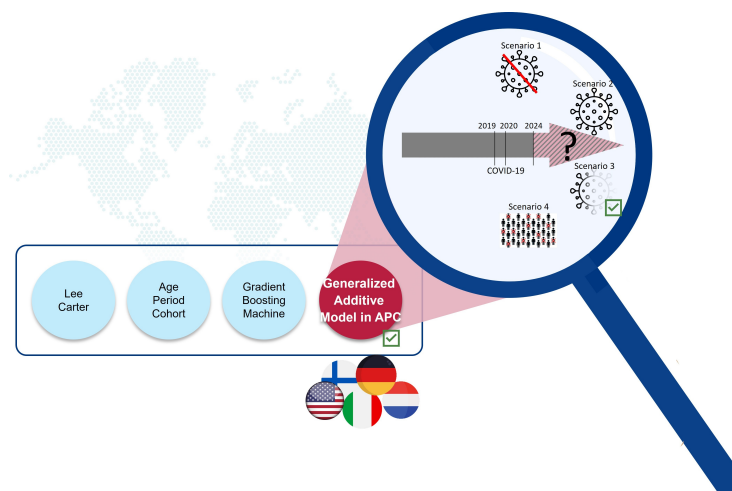 Scenario 1
Scenario 2
2019 2020 2024
?
COVID-19
Scenario 3
Scenario 4
Lee
Carter
Age
Period
Cohort
Gradient
Boosting
Machine
Generalized
Additive
Model in APC